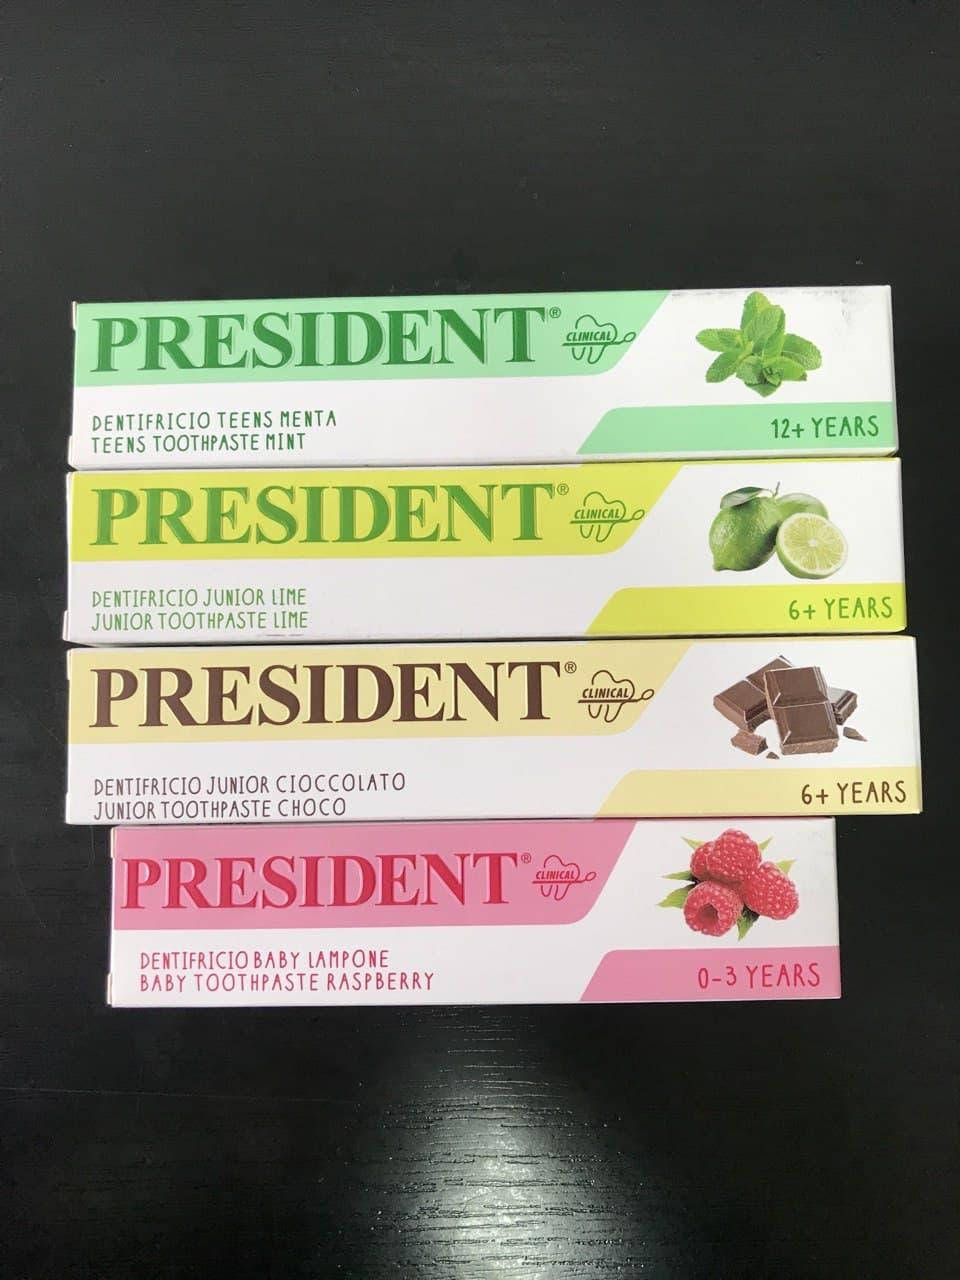 PRESIDENT®
CLINICAL
DENTIFRICIO TEENS MENTA
TEENS TOOTHPASTE MINT
12+ YEARS
PRESIDENT®
CLINICAL
DENTIFRICIO JUNIOR LIME
JUNIOR TOOTHPASTE LIME
6+ YEARS
PRESIDENT®
CLINICAL
DENTIFRICIO JUNIOR CIOCCOLATO
JUNIOR TOOTHPASTE CHOCO
6+ YEARS
PRESIDENT®
CLINICAL
DENTIFRICIO BABY LAMPONE
BABY TOOTHPASTE RASPBERRY
0-3 YEARS